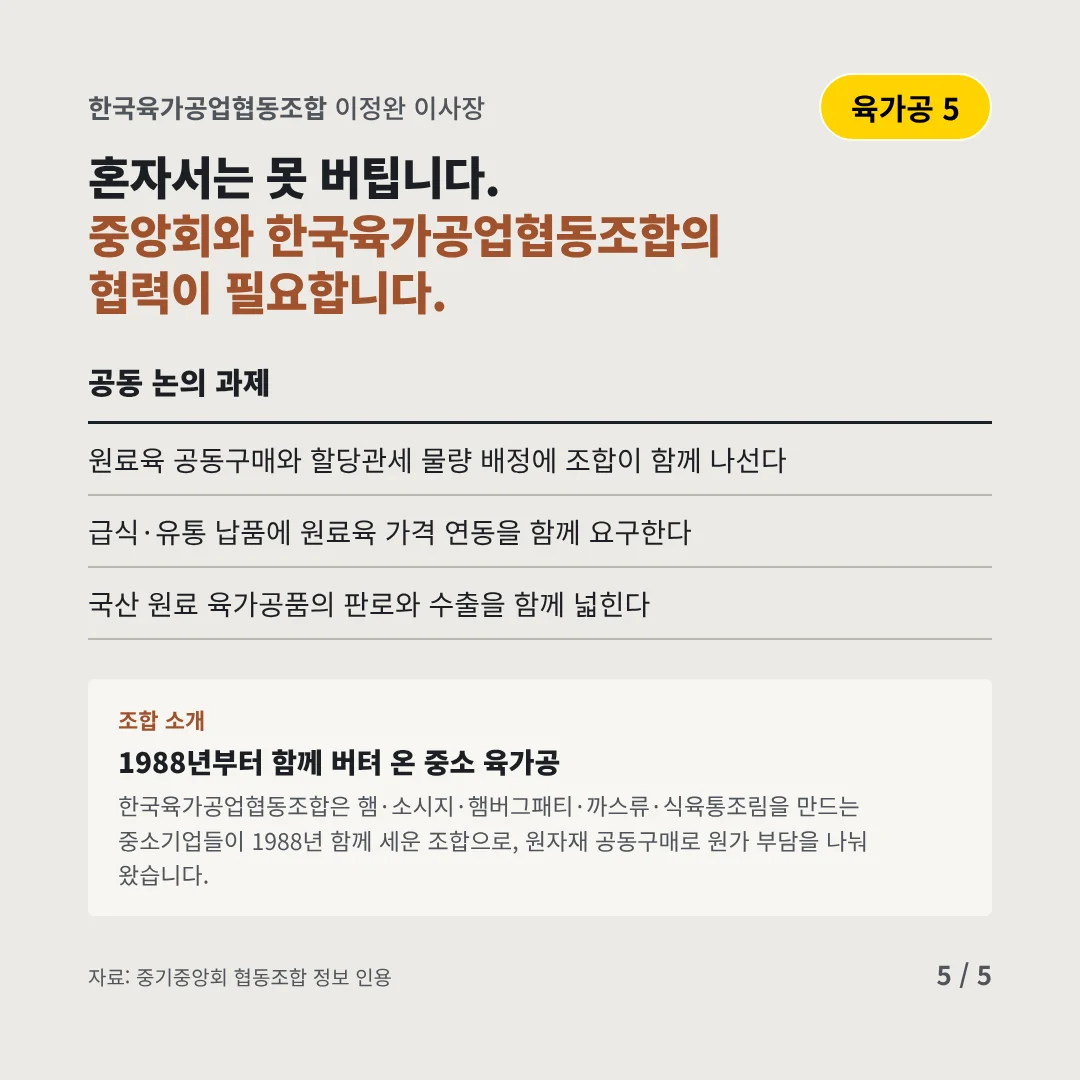 한국육가공업협동조합 이정완 이사장
육가공 5
혼자서는 못 버팁니다.
중앙회와 한국육가공업협동조합의
협력이 필요합니다.
공동 논의 과제
원료육 공동구매와 할당관세 물량 배정에 조합이 함께 나선다
급식·유통 납품에 원료육 가격 연동을 함께 요구한다
국산 원료 육가공품의 판로와 수출을 함께 넓힌다
조합 소개
1988년부터 함께 버텨 온 중소 육가공
한국육가공업협동조합은 햄·소시지·햄버그패티·까스류·식육통조림을 만드는
중소기업들이 1988년 함께 세운 조합으로, 원자재 공동구매로 원가 부담을 나눠
왔습니다.
자료: 중기중앙회 협동조합 정보 인용
5 / 5